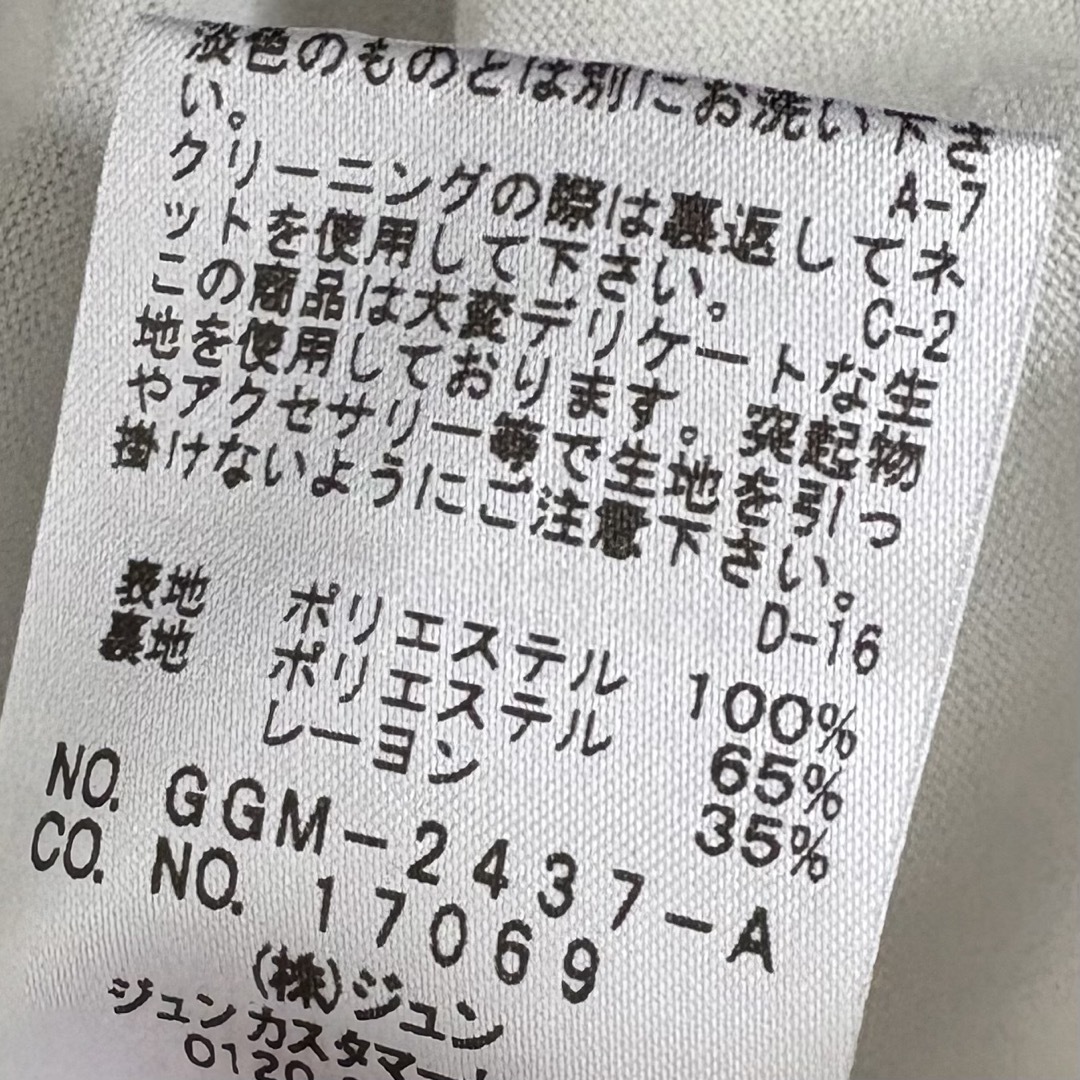 淡色のものとは別にお洗い下さ
い。 A-7
クリーニングの際は裏返してネ
ットを使用して下さい。 C-2
この商品は大変デリケートな生
地を使用しております。突起物
やアクセサリー等で生地を引っ
掛けないようにご注意下さい。
D-16
表地 ポリエステル 100%
裏地 ポリエステル 65%
レーヨン 35%
NO. GGM-2437-A
CO. NO. 17069
(株)ジュン
ジュンカスタマー
0120